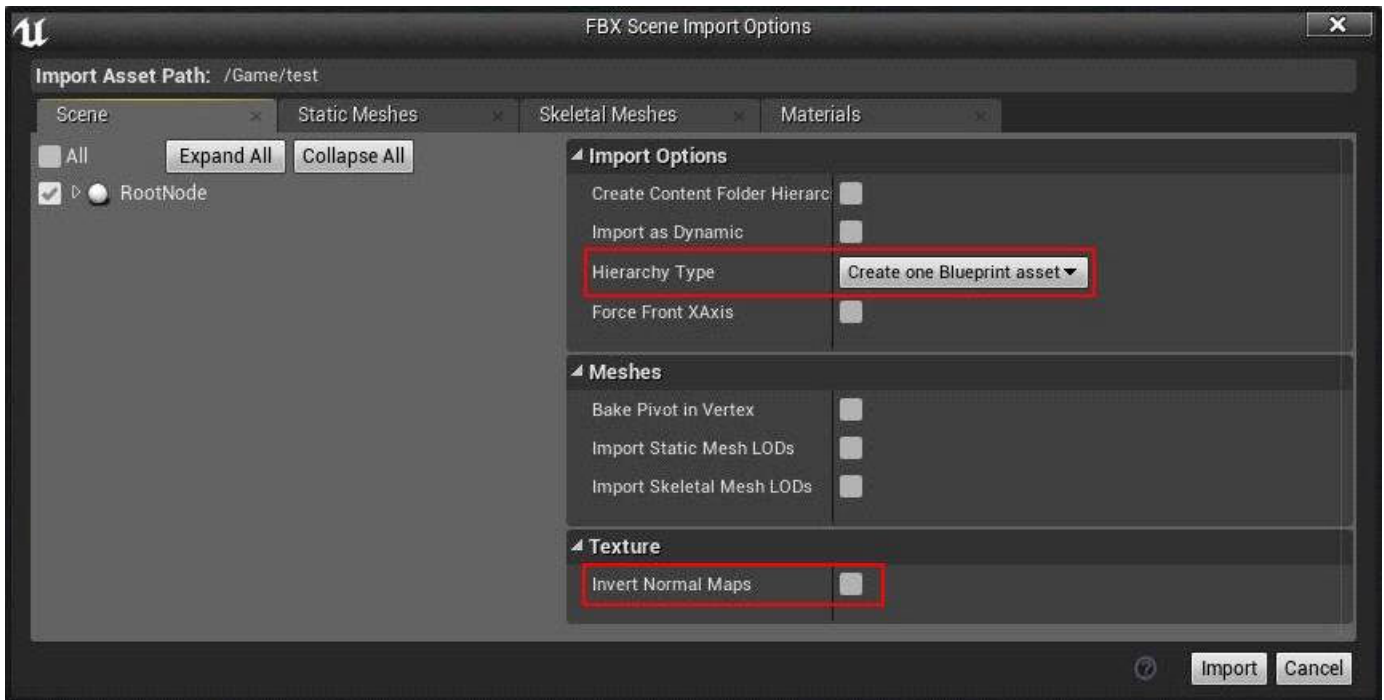 FBX Scene Import Options
Import Asset Path: /Game/test
Scene Static Meshes Skeletal Meshes Materials
All Expand All Collapse All
RootNode
Import Options
Create Content Folder Hierarc
Import as Dynamic
Hierarchy Type Create one Blueprint asset
Force Front XAxis
Meshes
Bake Pivot in Vertex
Import Static Mesh LODs
Import Skeletal Mesh LODs
Texture
Invert Normal Maps
Import Cancel